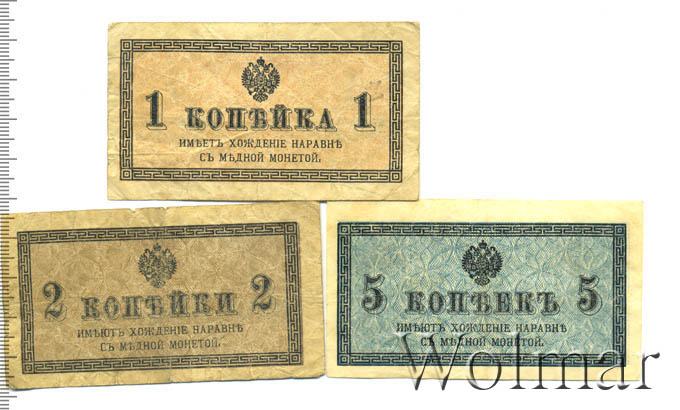 1 КОПѢЙКА 1
ИМѢЕТЪ ХОЖДЕНІЕ НАРАВНѢ
СЪ МѢДНОЙ МОНЕТОЙ.
2 КОПѢЙКИ 2
ИМѢЮТЪ ХОЖДЕНІЕ НАРАВНѢ
СЪ МѢДНОЙ МОНЕТОЙ.
5 КОПѢЕКЪ 5
ИМѢЮТЪ ХОЖДЕНІЕ НАРАВНѢ
СЪ МѢДНОЙ МОНЕТОЙ.
Wolmar